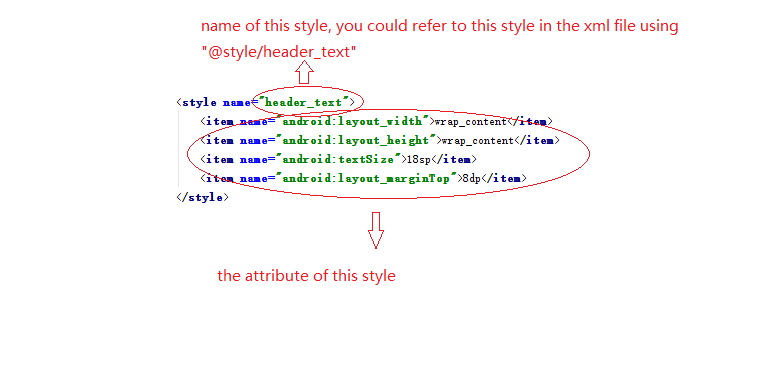 name of this style, you could refer to this style in the xml file using
"@style/header_text"
<style name="header_text">
<item name="android:layout_width">wrap_content</item>
<item name="android:layout_height">wrap_content</item>
<item name="android:textSize">18sp</item>
<item name="android:layout_marginTop">8dp</item>
</style>
the attribute of this style